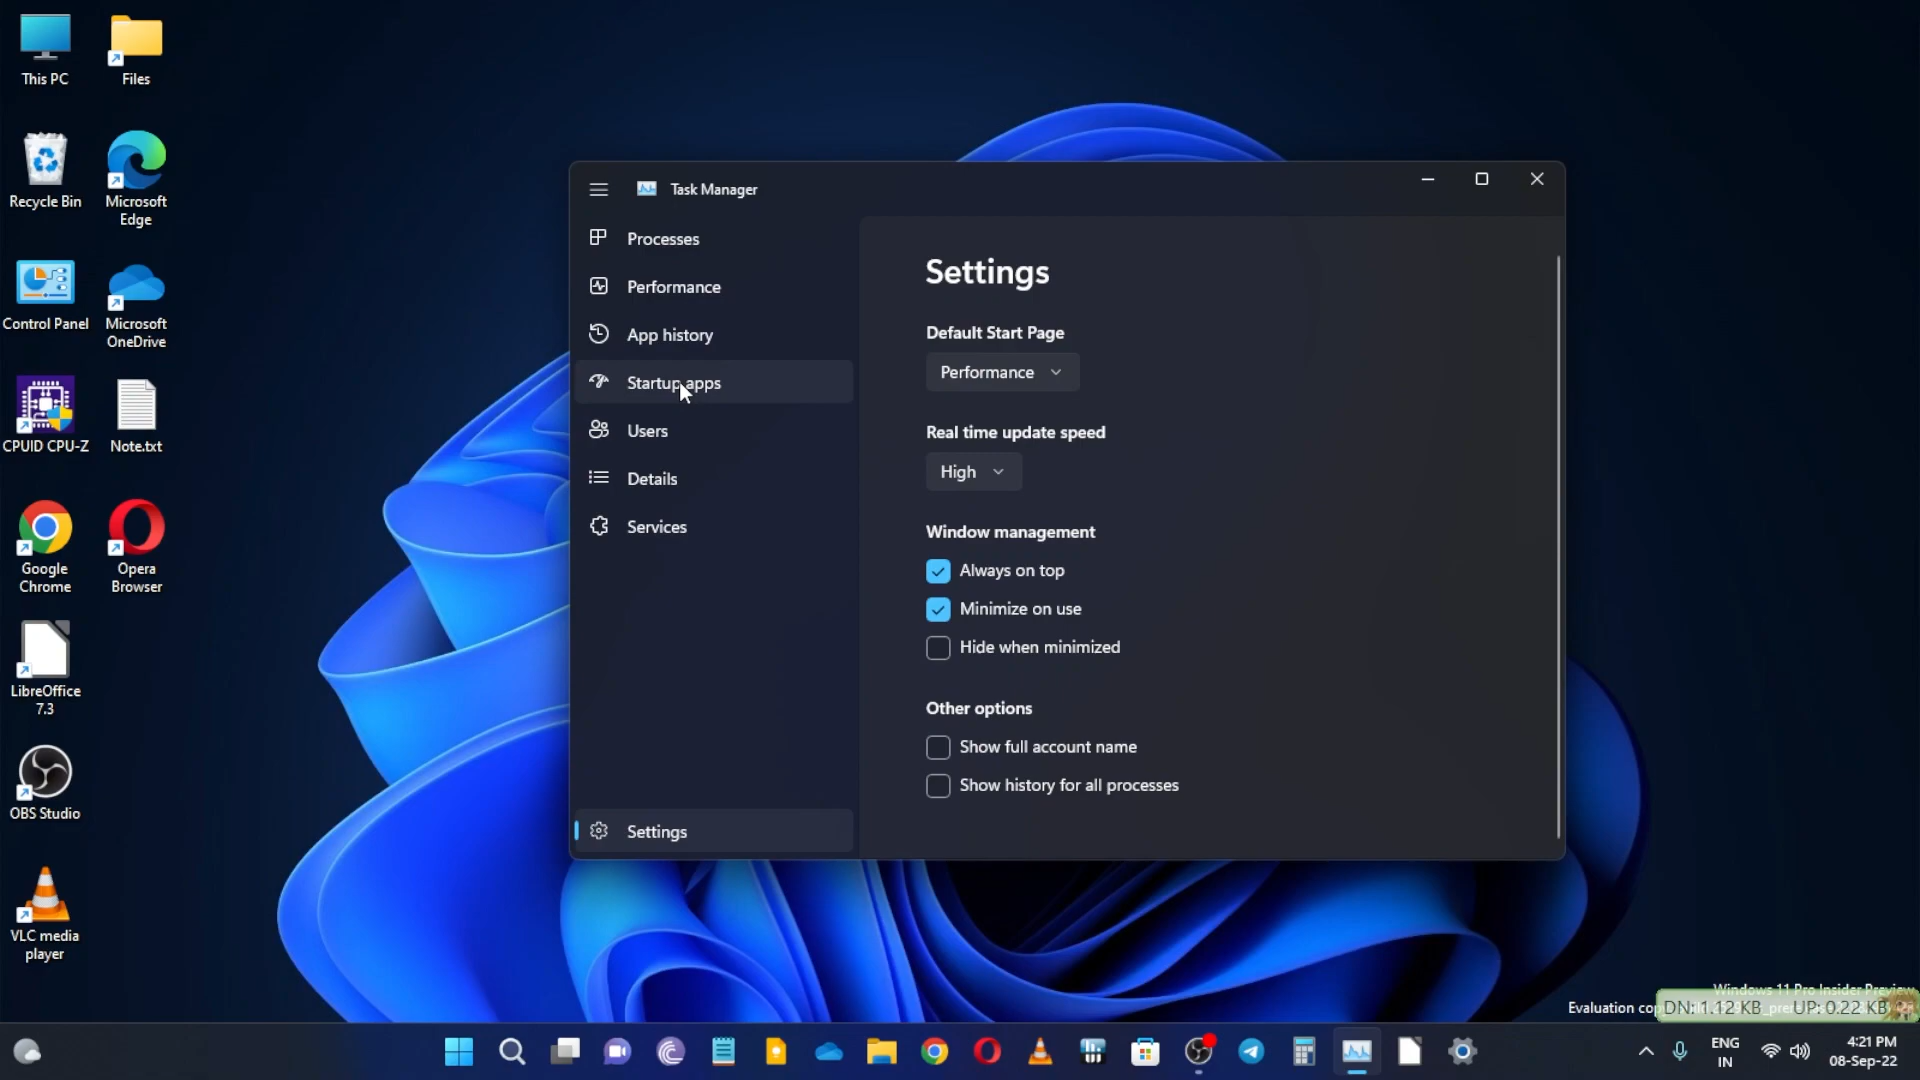 This PC
Files
Recycle Bin
Microsoft
Edge
Control Panel
Microsoft
OneDrive
CPUID CPU-Z
Note.txt
Google
Chrome
Opera
Browser
LibreOffice
7.3
OBS Studio
VLC media
player
Task Manager
Processes
Performance
App history
Startup apps
Users
Details
Services
Settings
Settings
Default Start Page
Performance
Real time update speed
High
Window management
Always on top
Minimize on use
Hide when minimized
Other options
Show full account name
Show history for all processes
Windows 11 Pro Insider Preview
Evaluation
DN:1.12 KB UP:0.22 KB
ENG
IN
4:21 PM
08-Sep-22